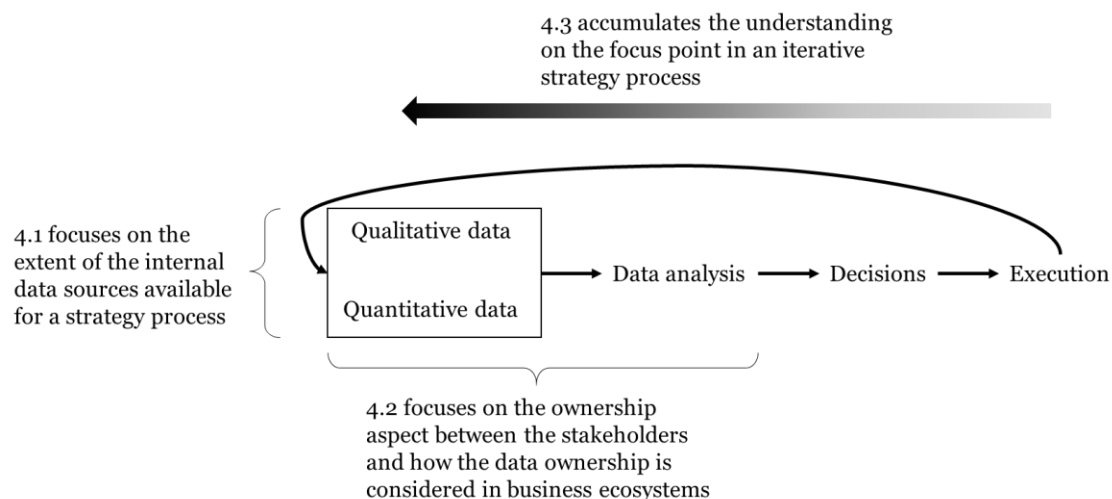 4.3 accumulates the understanding
on the focus point in an iterative
strategy process
4.1 focuses on the
extent of the internal
data sources available
for a strategy process
Qualitative data
Quantitative data
Data analysis
Decisions
Execution
4.2 focuses on the ownership
aspect between the stakeholders
and how the data ownership is
considered in business ecosystems